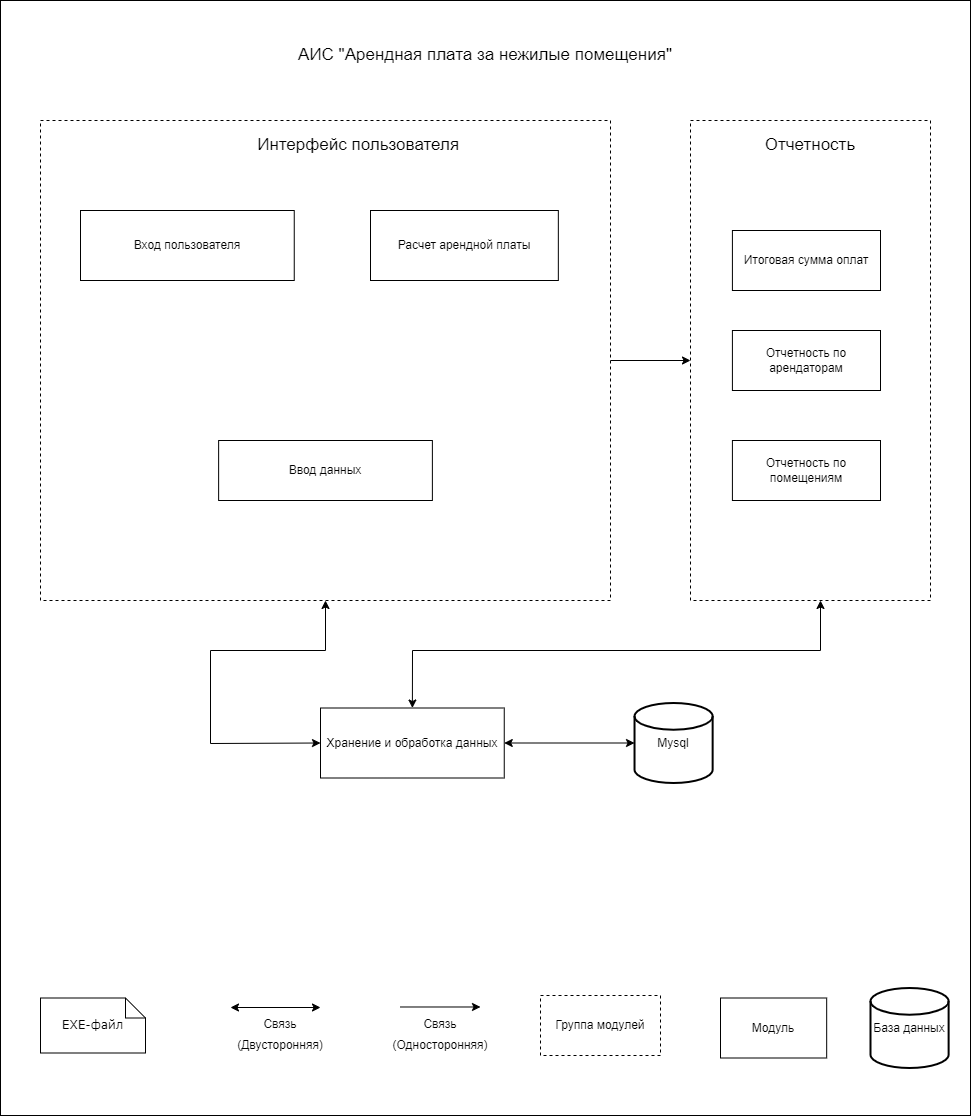 АИС "Арендная плата за нежилые помещения"
Интерфейс пользователя
Отчетность
Вход пользователя
Расчет арендной платы
Итоговая сумма оплат
Отчетность по
арендаторам
Ввод данных
Отчетность по
помещениям
Хранение и обработка данных
Mysql
EXE-файл
Связь
(Двусторонняя)
Связь
(Односторонняя)
Группа модулей
Модуль
База данных